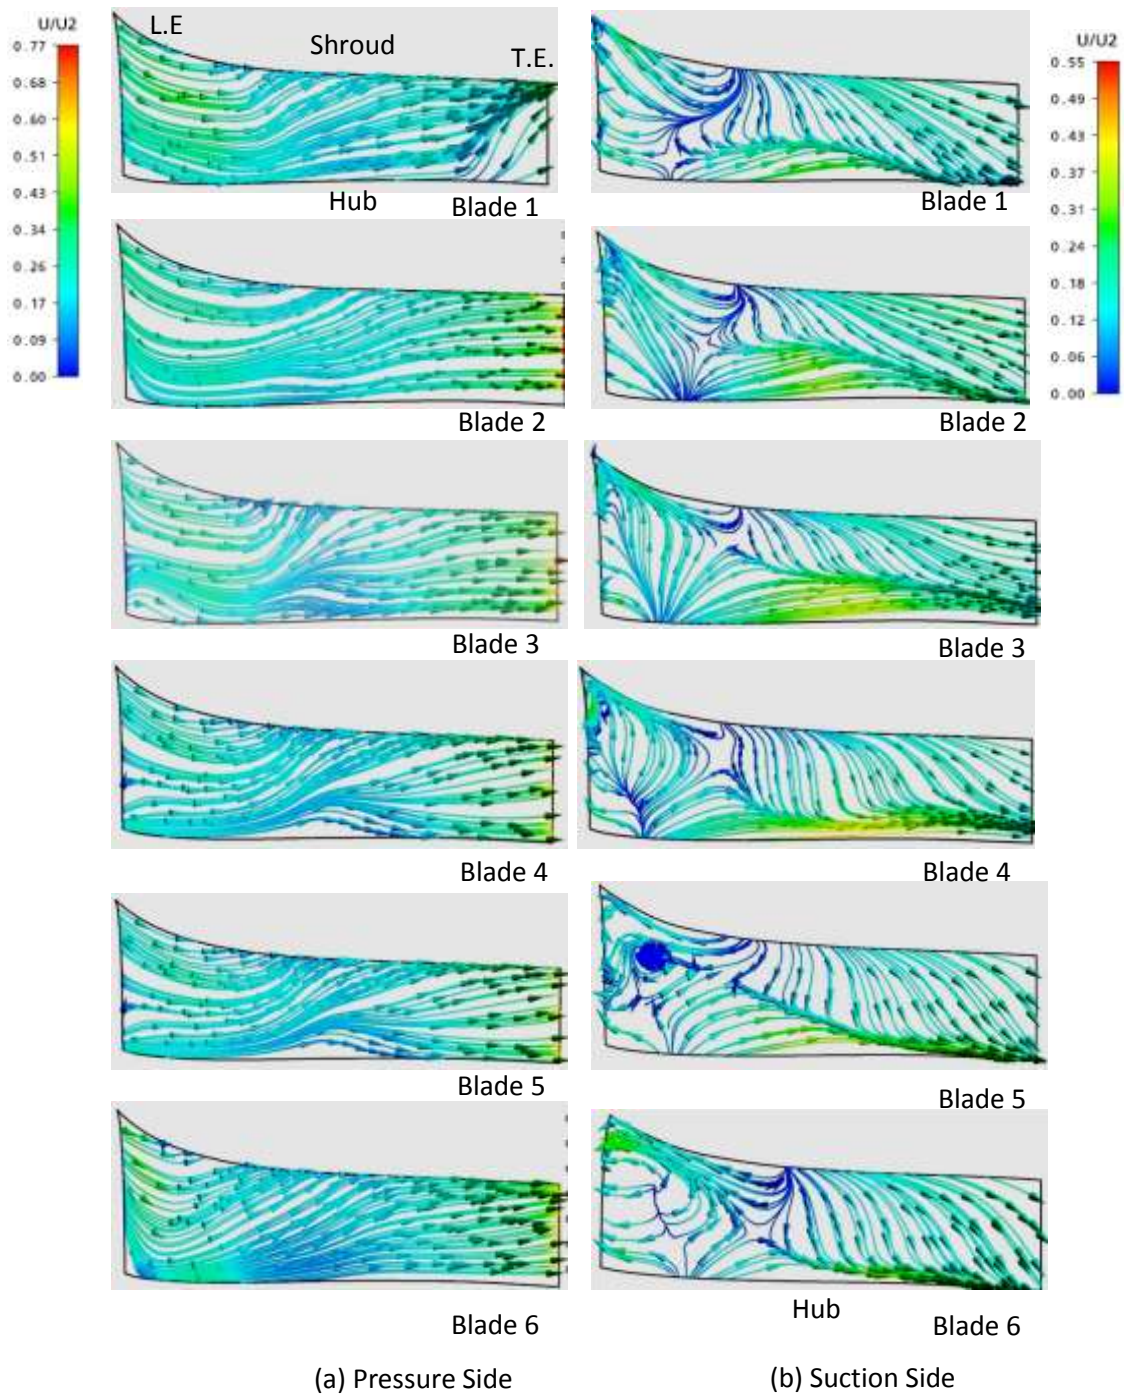 U/U2
0.77
0.68
0.60
0.51
0.43
0.34
0.26
0.17
0.09
0.00
L.E
Shroud
T.E.
Hub
Blade 1
Blade 1
U/U2
0.55
0.49
0.43
0.37
0.31
0.24
0.18
0.12
0.06
0.00
Blade 2
Blade 2
Blade 3
Blade 3
Blade 4
Blade 4
Blade 5
Blade 5
Blade 6
Hub
Blade 6
(a) Pressure Side
(b) Suction Side